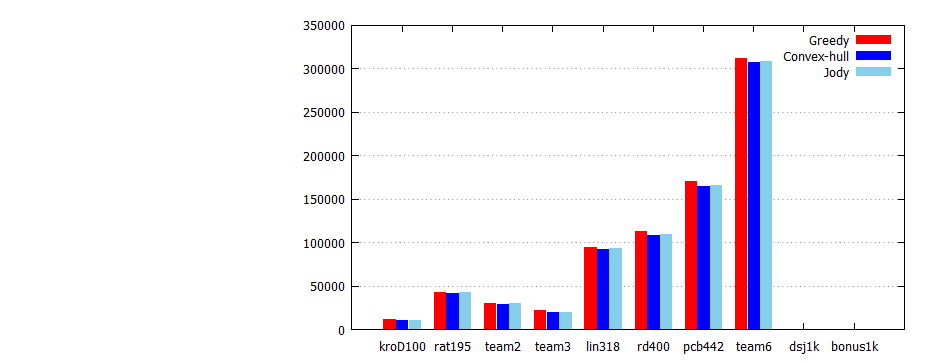 350000
300000
250000
200000
150000
100000
50000
0
Greedy
Convex-hull
Jody
kroD100 rat195 team2 team3 lin318 rd400 pcb442 team6 dsj1k bonus1k